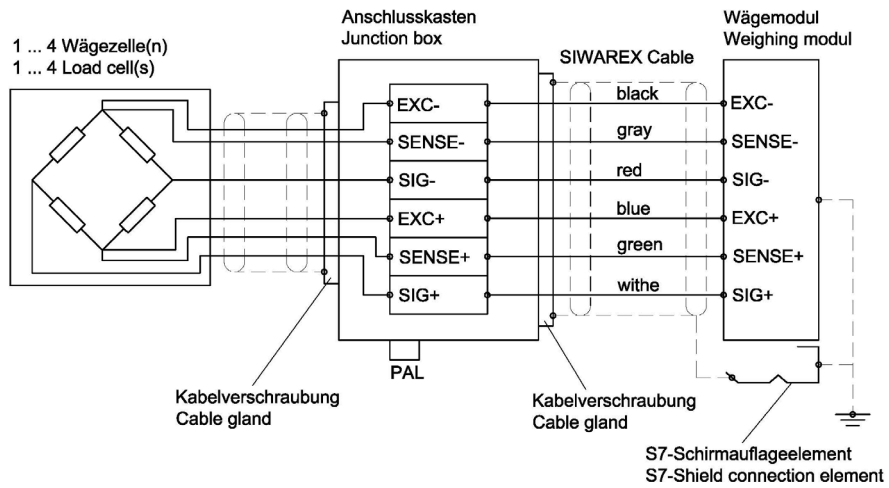 1 ... 4 Wägezelle(n)
1 ... 4 Load cell(s)
Anschlusskasten
Junction box
SIWAREX Cable
Wägemodul
Weighing modul
EXC-
black
EXC-
SENSE-
gray
SENSE-
SIG-
red
SIG-
EXC+
blue
EXC+
SENSE+
green
SENSE+
SIG+
withe
SIG+
PAL
Kabelverschraubung
Cable gland
Kabelverschraubung
Cable gland
S7-Schirmauflageelement
S7-Shield connection element